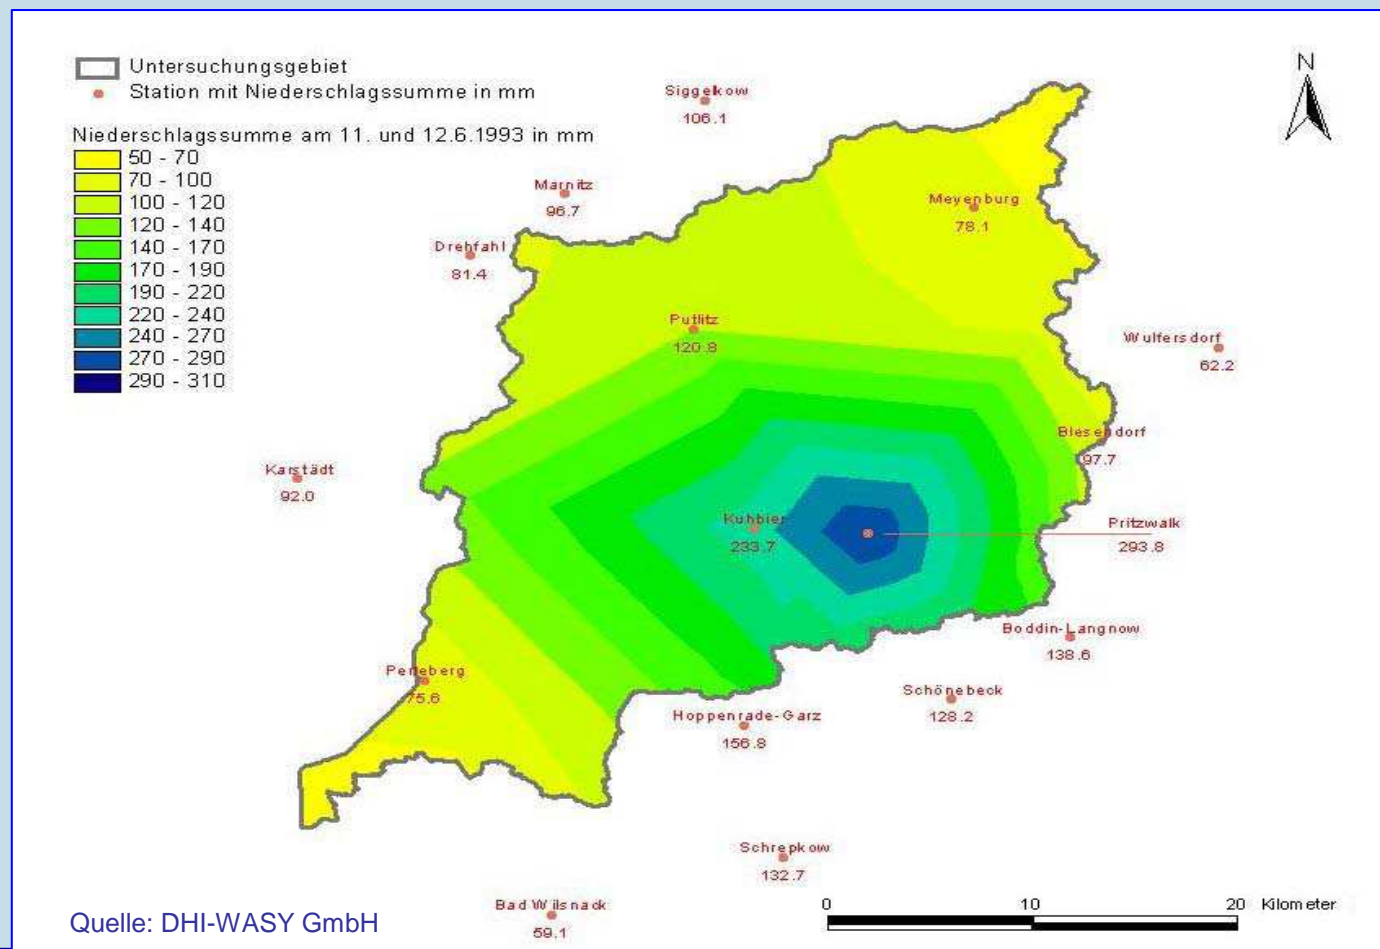 Untersuchungsgebiet
Station mit Niederschlagssumme in mm
Niederschlagssumme am 11. und 12.6.1993 in mm
50 - 70
70 - 100
100 - 120
120 - 140
140 - 170
170 - 190
190 - 220
220 - 240
240 - 270
270 - 290
290 - 310
N
Siggelkow
106.1
Marnitz
96.7
Meyenburg
78.1
Drehfahl
81.4
Putlitz
120.8
Wulfersdorf
62.2
Blesendorf
97.7
Karstädt
92.0
Kuhbier
233.7
Pritzwalk
293.8
Boddin-Langnow
138.6
Perleberg
75.6
Schönebeck
128.2
Hoppenrade-Garz
156.8
Schrepkow
132.7
Bad Wilsnack
59.1
0 10 20 Kilometer
Quelle: DHI-WASY GmbH